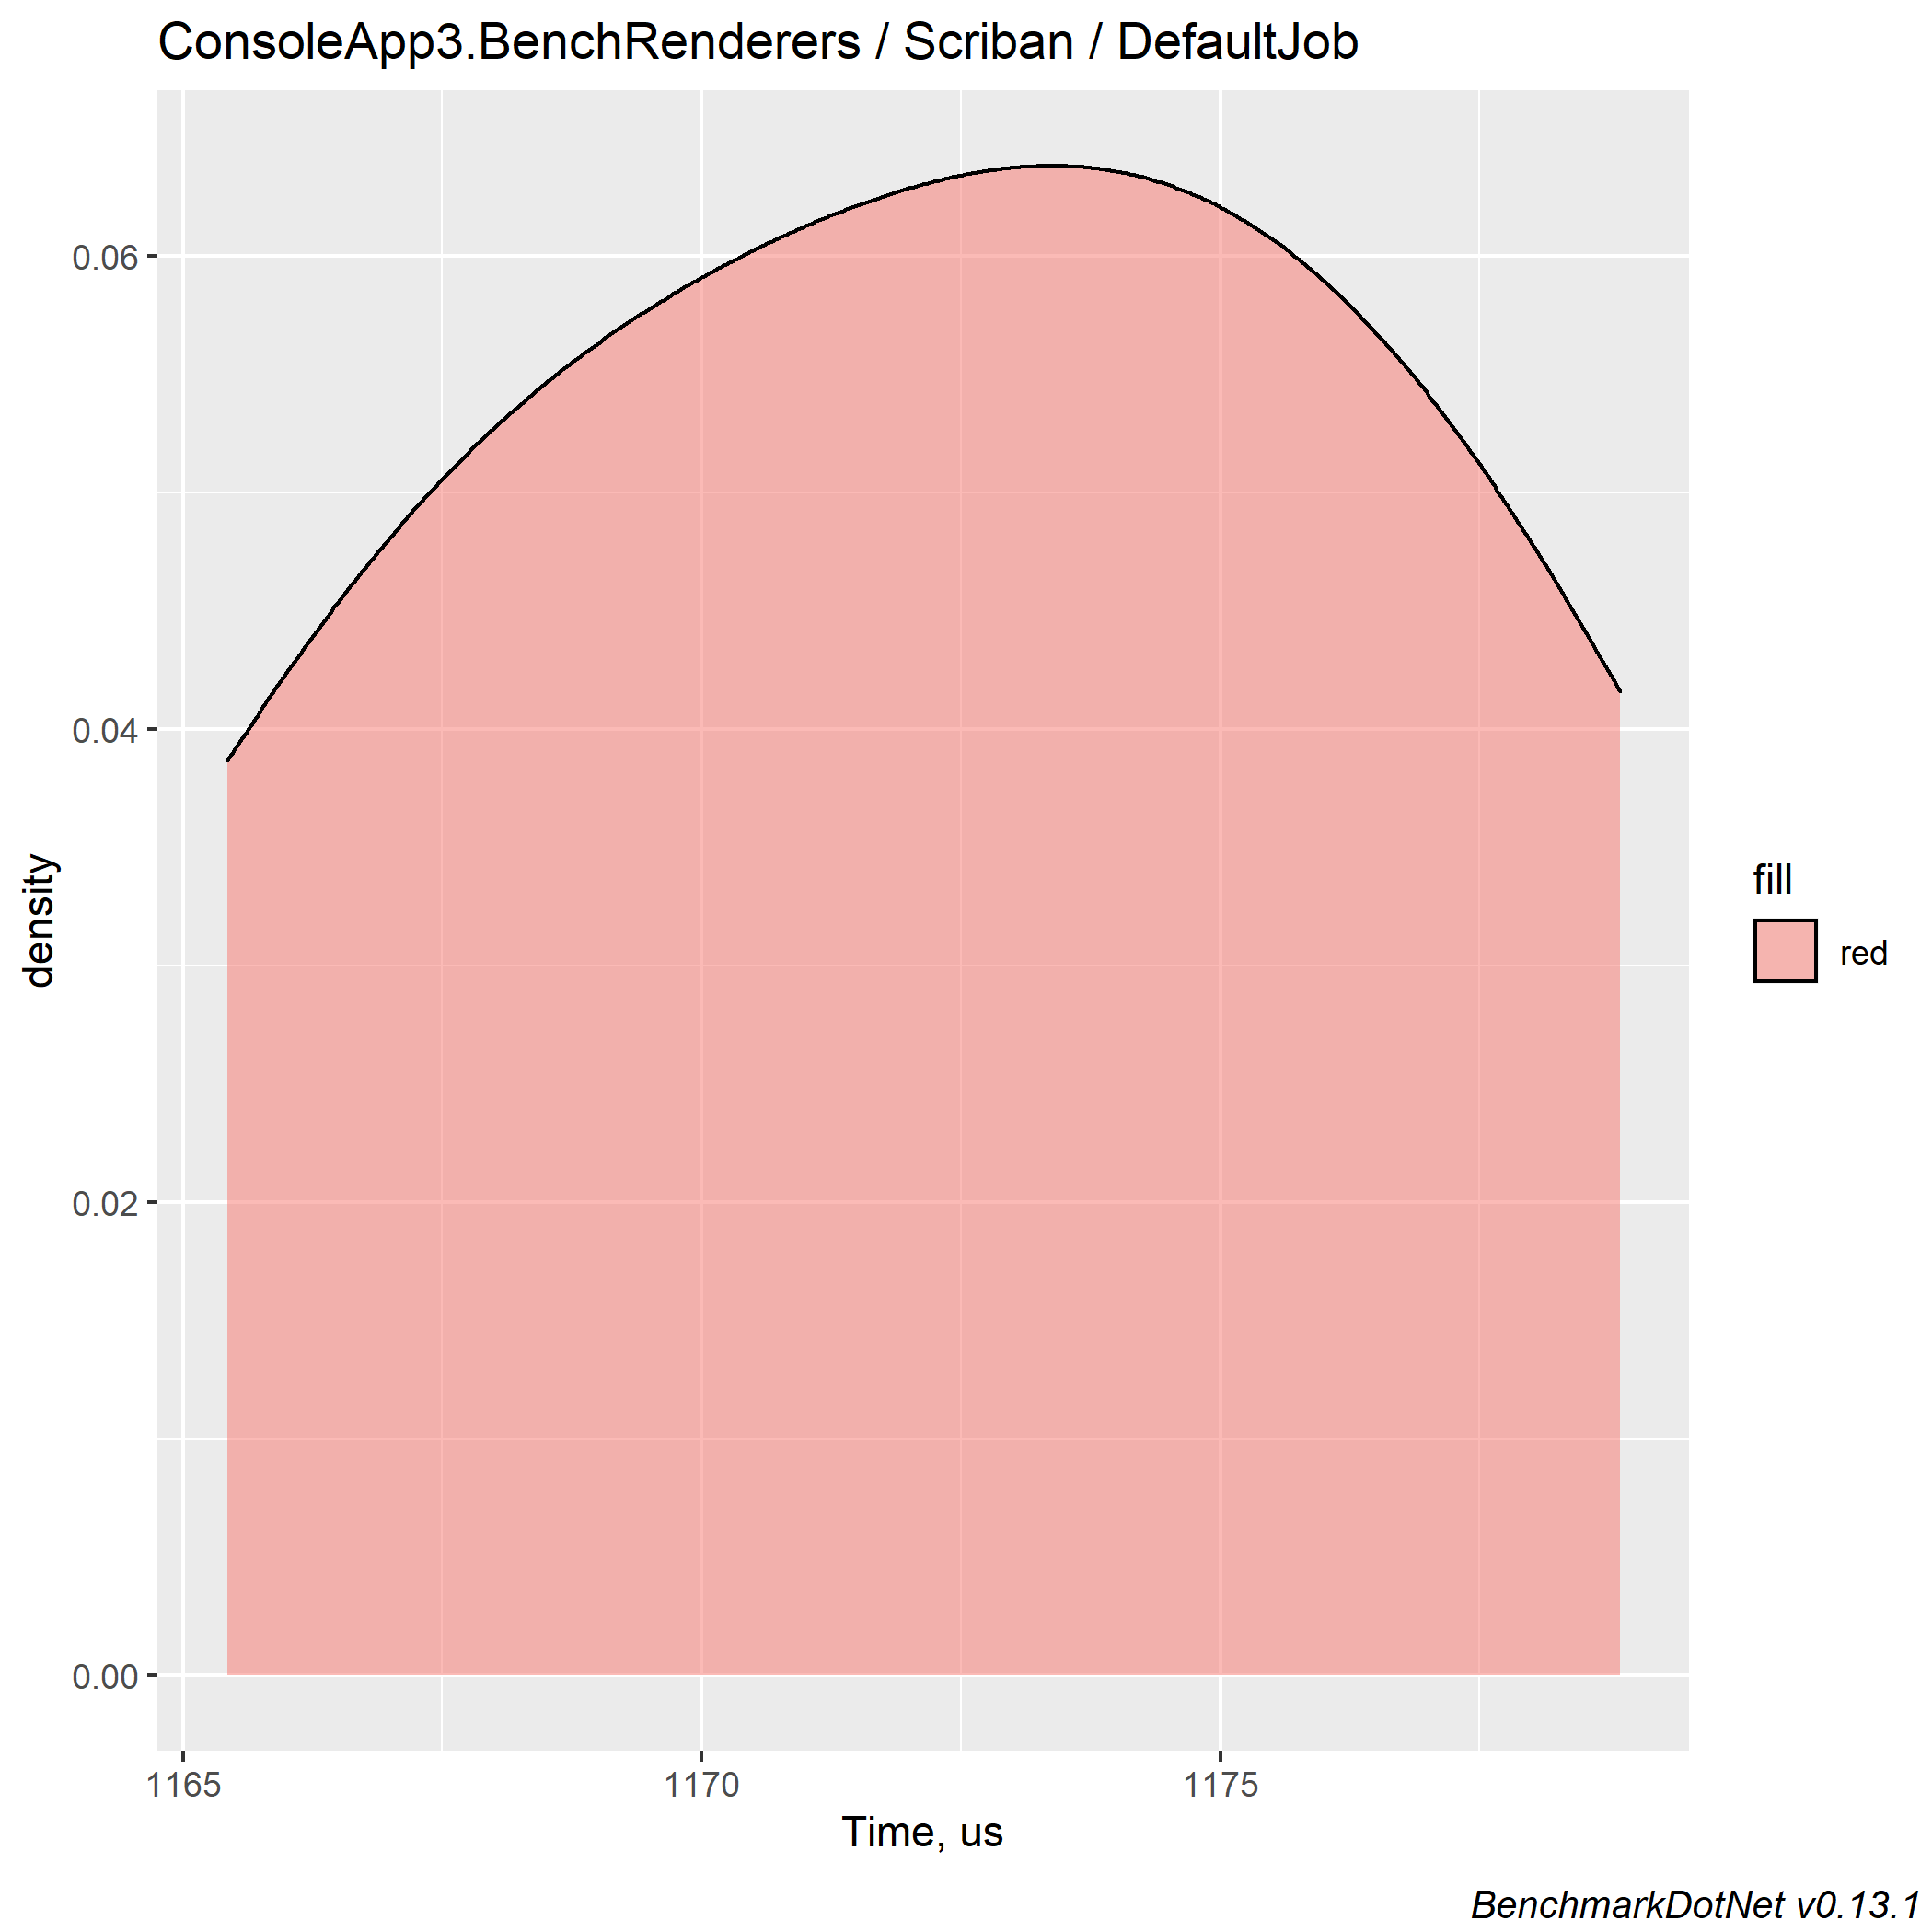 ConsoleApp3.BenchRenderers / Scriban / DefaultJob
0.06
0.04
0.02
0.00
density
1165 1170 1175
Time, us
fill
red
BenchmarkDotNet v0.13.1